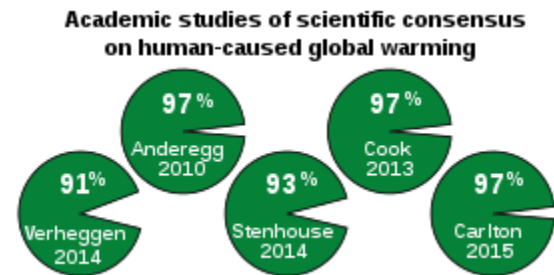 Academic studies of scientific consensus
on human-caused global warming
97%
Anderegg
2010
97%
Cook
2013
91%
Verheggen
2014
93%
Stenhouse
2014
97%
Carlton
2015